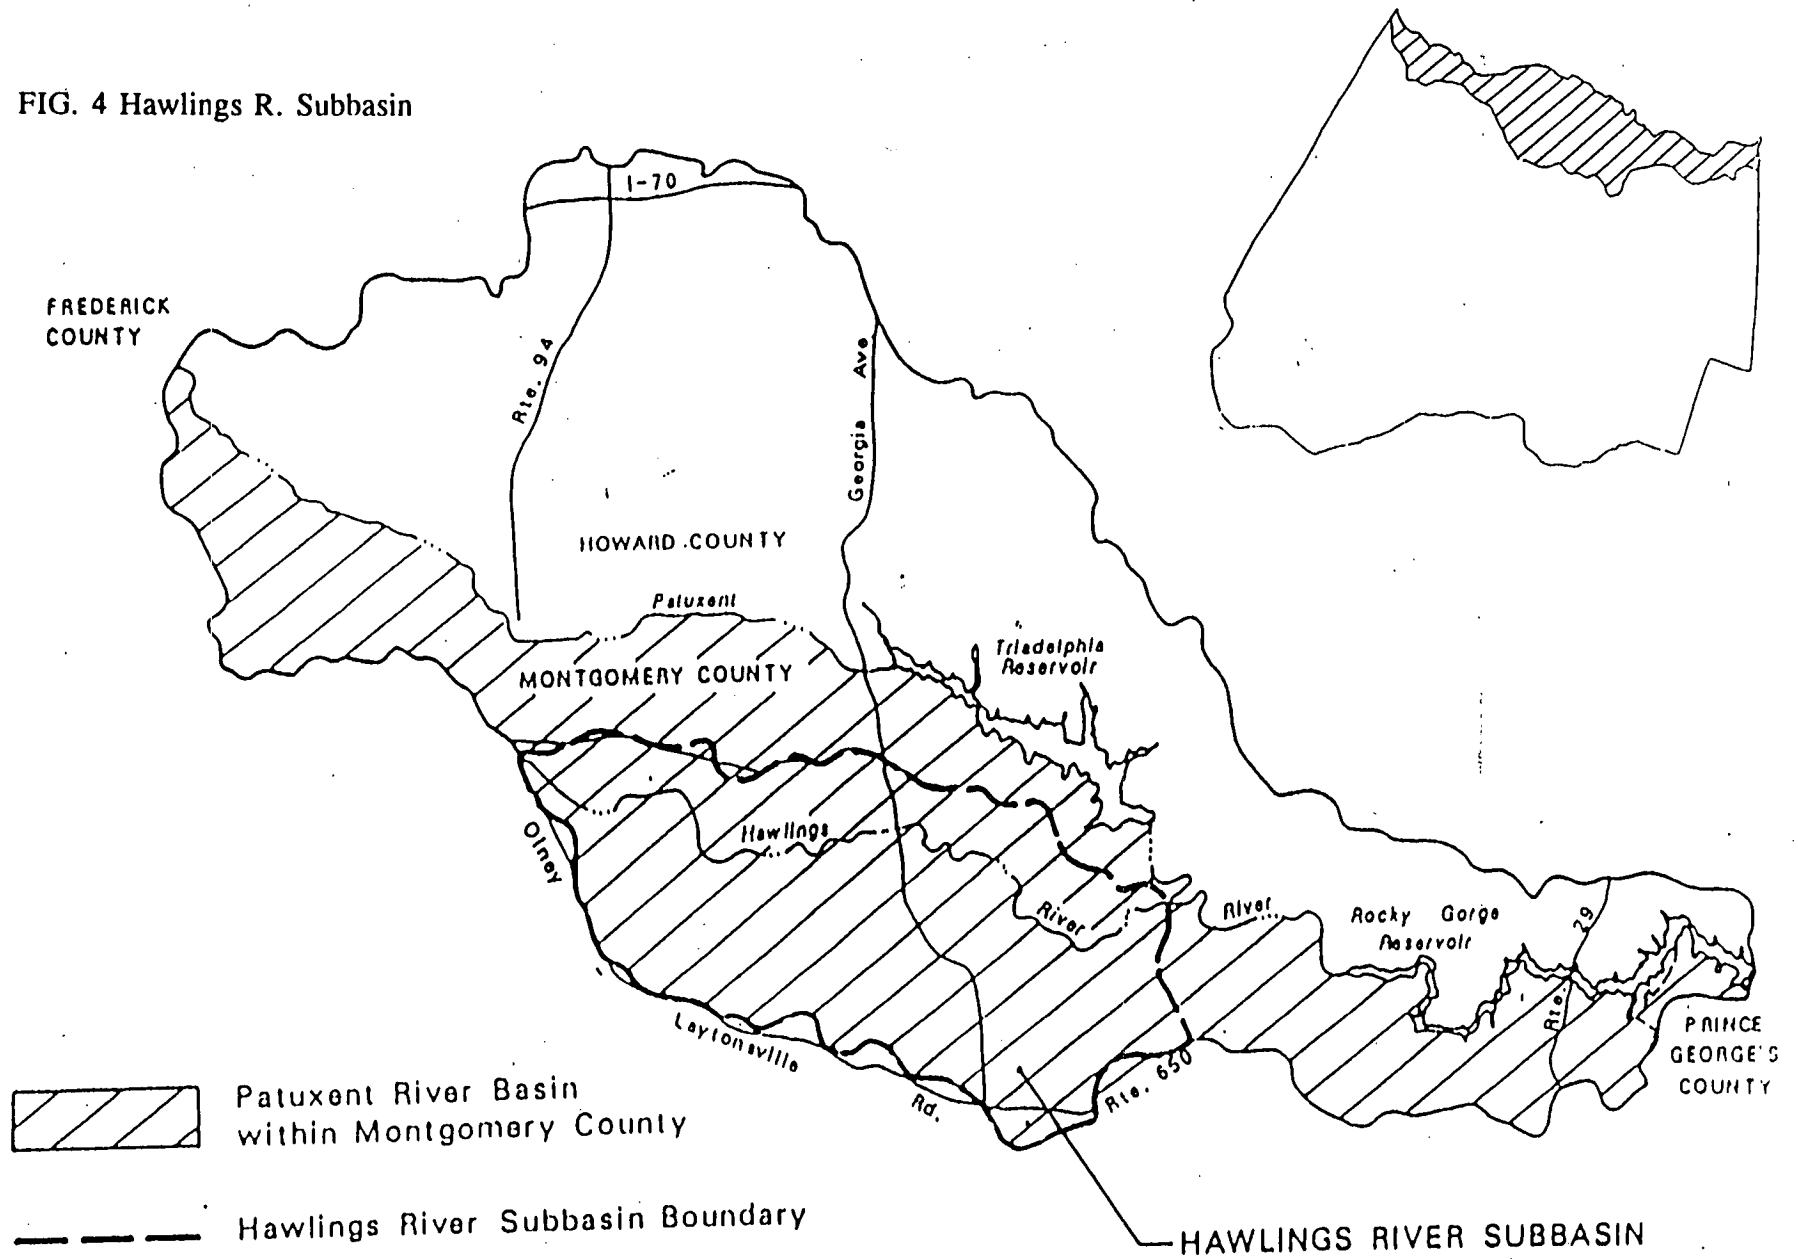 FIG. 4 Hawlings R. Subbasin
I-70
FREDERICK
COUNTY
Rte. 94
Georgia Ave
HOWARD COUNTY
Patuxent
Triadelphia
Reservoir
MONTGOMERY COUNTY
Hawlings
River
River
Olney
Laytonsville
Rd.
Rte. 650
Rocky Gorge
Reservoir
Rte. 29
PRINCE
GEORGE'S
COUNTY
Patuxent River Basin
within Montgomery County
Hawlings River Subbasin Boundary
HAWLINGS RIVER SUBBASIN